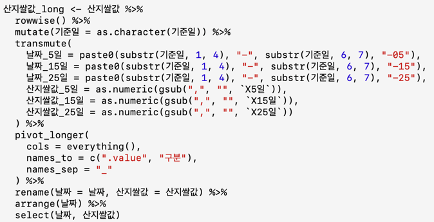 산지쌀값_long <- 산지쌀값 %>%
  rowwise() %>%
  mutate(기준일 = as.character(기준일)) %>%
  transmute(
    날짜_5일 = paste0(substr(기준일, 1, 4), "-", substr(기준일, 6, 7), "-05"),
    날짜_15일 = paste0(substr(기준일, 1, 4), "-", substr(기준일, 6, 7), "-15"),
    날짜_25일 = paste0(substr(기준일, 1, 4), "-", substr(기준일, 6, 7), "-25"),
    산지쌀값_5일 = as.numeric(gsub(",", "", `X5일`)),
    산지쌀값_15일 = as.numeric(gsub(",", "", `X15일`)),
    산지쌀값_25일 = as.numeric(gsub(",", "", `X25일`))
  ) %>%
  pivot_longer(
    cols = everything(),
    names_to = c(".value", "구분"),
    names_sep = "_"
  ) %>%
  rename(날짜 = 날짜, 산지쌀값 = 산지쌀값) %>%
  arrange(날짜) %>%
  select(날짜, 산지쌀값)